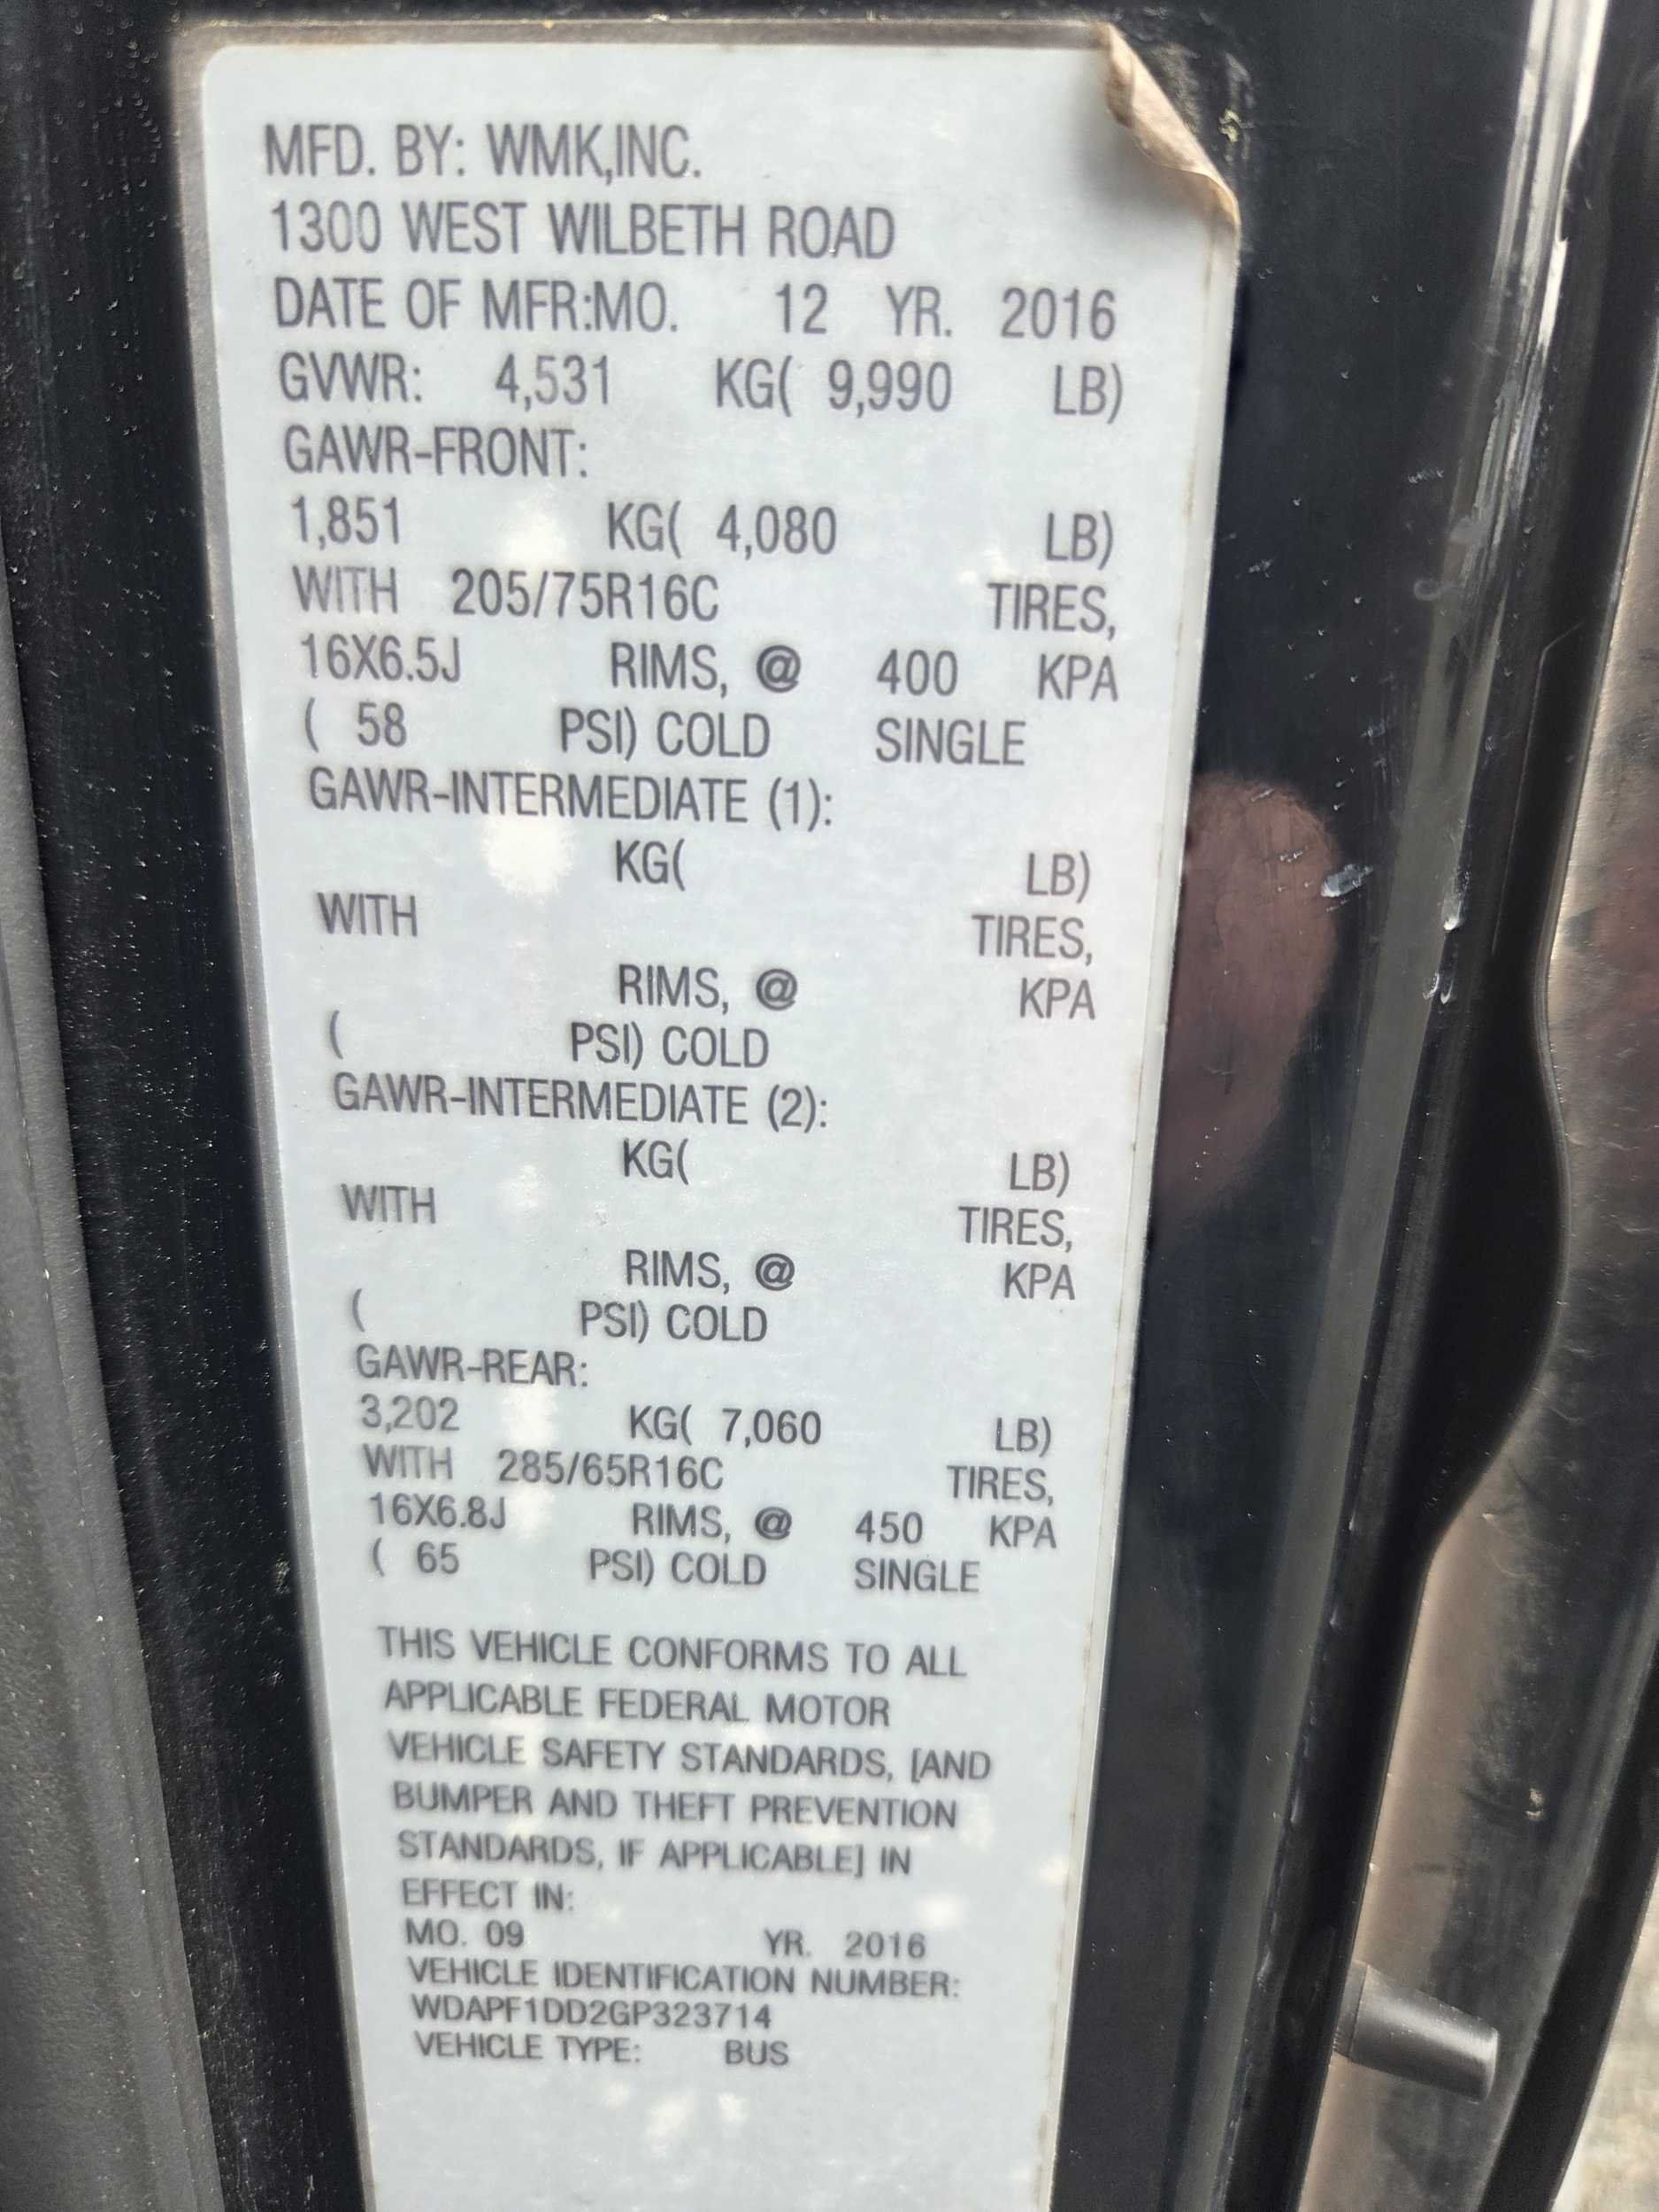 MFD. BY: WMK,INC.
1300 WEST WILBETH ROAD
DATE OF MFR:MO. 12 YR. 2016
GVWR: 4,531 KG( 9,990 LB)
GAWR-FRONT:
1,851 KG( 4,080 LB)
WITH 205/75R16C TIRES,
16X6.5J RIMS, @ 400 KPA
( 58 PSI) COLD SINGLE
GAWR-INTERMEDIATE (1):
KG( LB)
WITH TIRES,
RIMS, @ KPA
( PSI) COLD
GAWR-INTERMEDIATE (2):
KG( LB)
WITH TIRES,
RIMS, @ KPA
( PSI) COLD
GAWR-REAR:
3,202 KG( 7,060 LB)
WITH 285/65R16C TIRES,
16X6.8J RIMS, @ 450 KPA
( 65 PSI) COLD SINGLE
THIS VEHICLE CONFORMS TO ALL
APPLICABLE FEDERAL MOTOR
VEHICLE SAFETY STANDARDS, [AND
BUMPER AND THEFT PREVENTION
STANDARDS, IF APPLICABLE] IN
EFFECT IN:
MO. 09 YR. 2016
VEHICLE IDENTIFICATION NUMBER:
WDAPF1DD2GP323714
VEHICLE TYPE: BUS